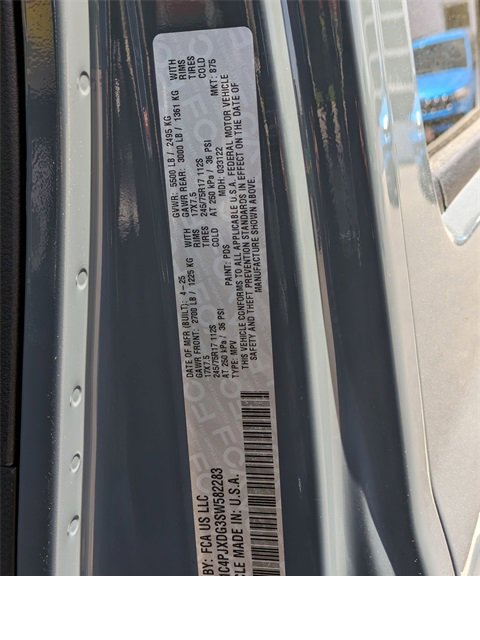 BY: FCA US LLC
DATE OF MFR (BUILT): 4-25
GVWR: 5500 LB / 2495 KG
GAWR FRONT: 2700 LB / 1225 KG WITH
GAWR REAR: 3000 LB / 1361 KG WITH
17X7.5 RIMS
17X7.5 RIMS
245/75R17 112S TIRES
245/75R17 112S TIRES
AT 250 kPa / 36 PSI COLD
AT 250 kPa / 36 PSI COLD
TYPE: MPV
PAINT: PDS
MDH: 033122
MKT: 875
THIS VEHICLE CONFORMS TO ALL APPLICABLE U.S.A. FEDERAL MOTOR VEHICLE
SAFETY AND THEFT PREVENTION STANDARDS IN EFFECT ON THE DATE OF
MANUFACTURE SHOWN ABOVE.
1C4PJXDG3SW582283
CLE MADE IN: U.S.A.